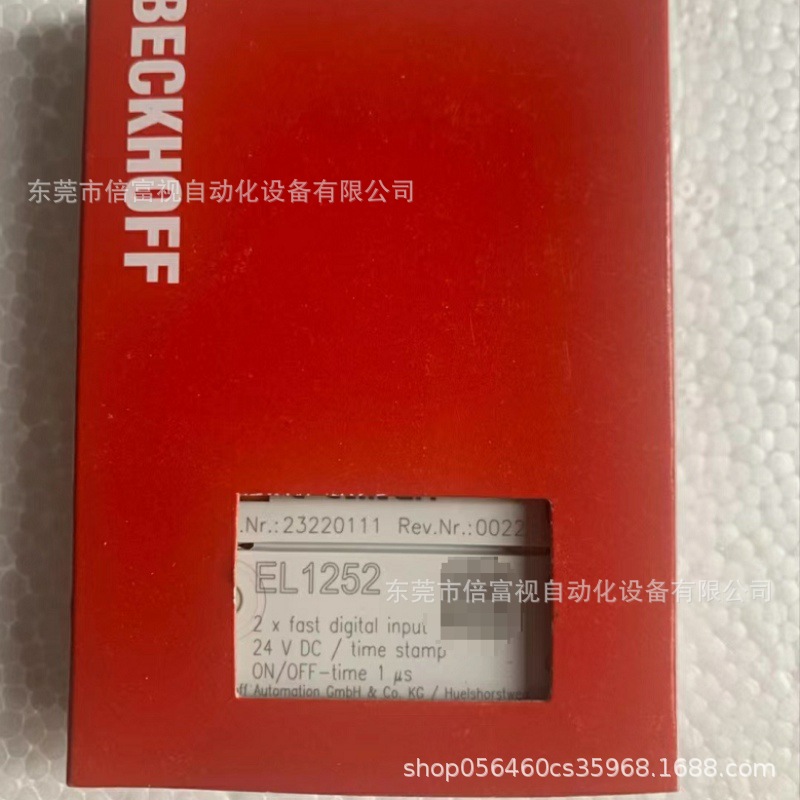 BECKHOFF
东莞市倍富视自动化设备有限公司
.Nr.:23220111 Rev.Nr.:0022
EL1252
东莞市倍富视自动化设备有限公司
2 x fast digital input
24 V DC / time stamp
ON/OFF-time 1 µs
ff Automation GmbH & Co. KG / Huelshorstw
shop056460cs35968.1688.com